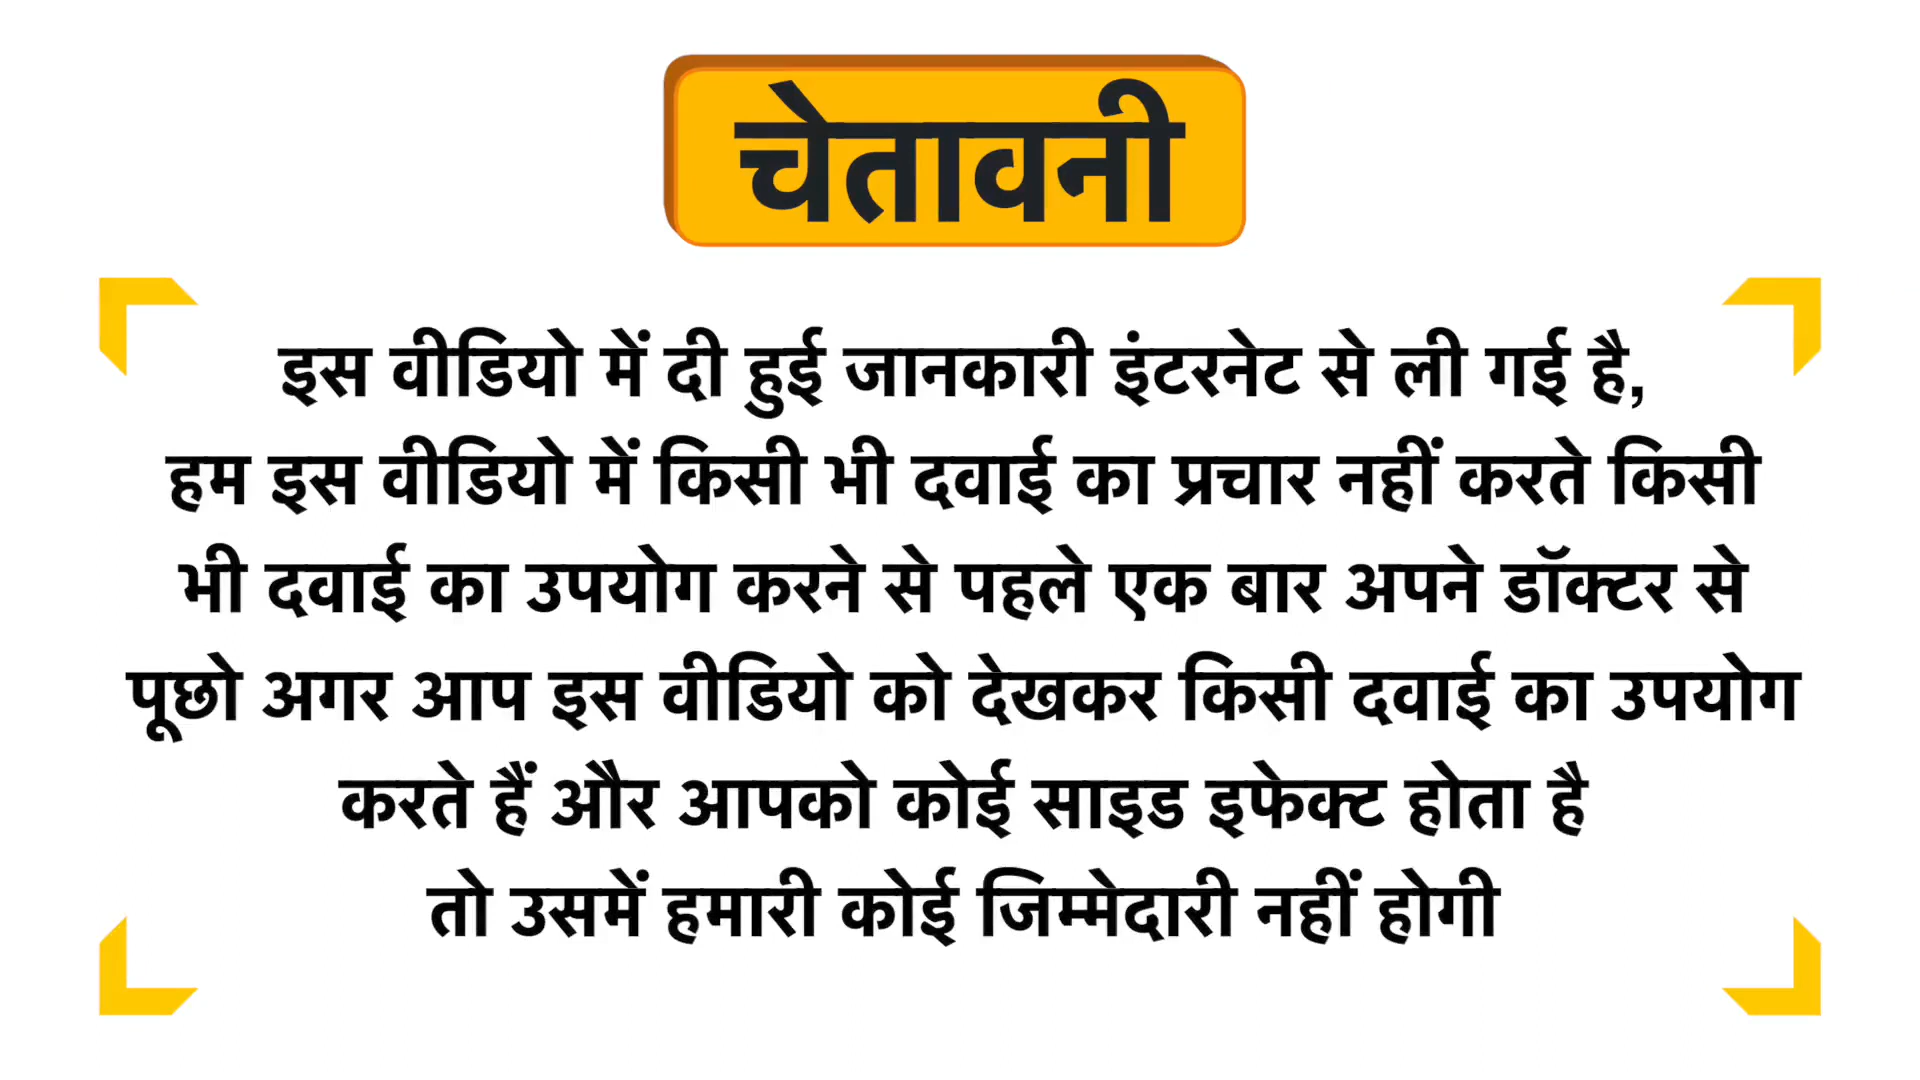 चेतावनी
इस वीडियो में दी हुई जानकारी इंटरनेट से ली गई है,
हम इस वीडियो में किसी भी दवाई का प्रचार नहीं करते किसी
भी दवाई का उपयोग करने से पहले एक बार अपने डॉक्टर से
पूछो अगर आप इस वीडियो को देखकर किसी दवाई का उपयोग
करते हैं और आपको कोई साइड इफेक्ट होता है
तो उसमें हमारी कोई जिम्मेदारी नहीं होगी